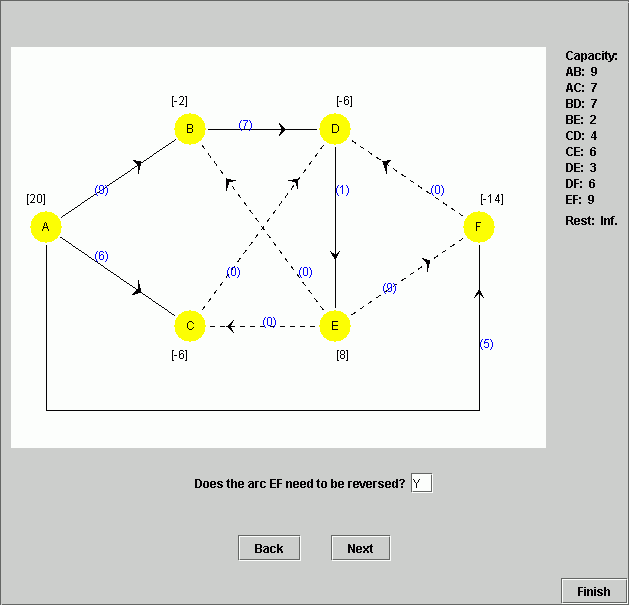 Capacity:
AB: 9
AC: 7
BD: 7
BE: 2
CD: 4
CE: 6
DE: 3
DF: 6
EF: 9
Rest: Inf.
[-2]
[-6]
B
(7)
D
(9)
(1)
(0)
[20]
[-14]
A
F
(6)
(0)
(0)
(9)
C
(0)
E
(5)
[-6]
[8]
Does the arc EF need to be reversed? Y
Back
Next
Finish